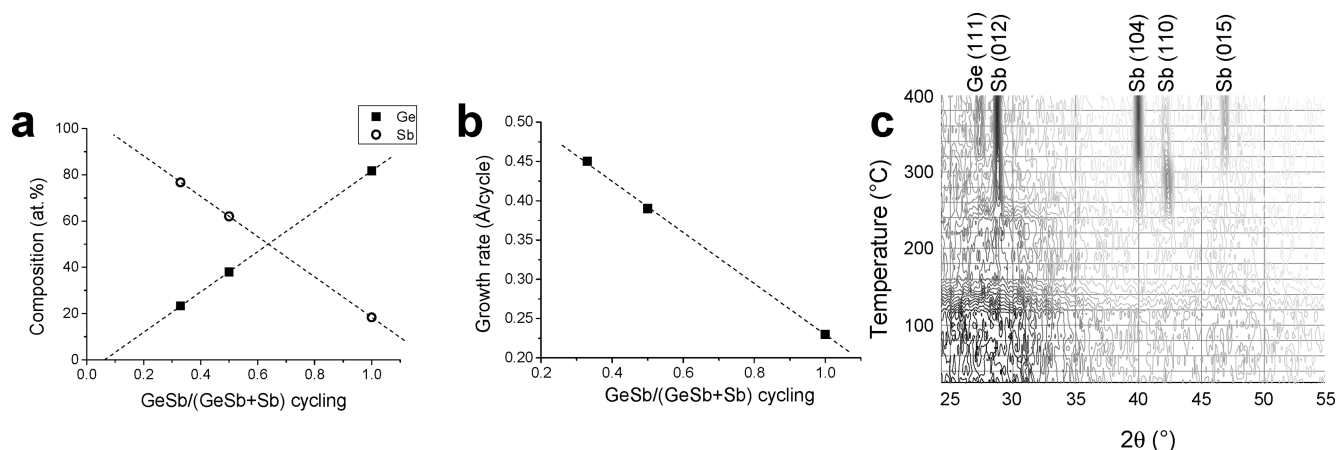 a
Ge
Sb
Composition (at.%)
100
80
60
40
20
0
0.0 0.2 0.4 0.6 0.8 1.0
GeSb/(GeSb+Sb) cycling
b
Growth rate (Å/cycle)
0.50
0.45
0.40
0.35
0.30
0.25
0.20
0.2 0.4 0.6 0.8 1.0
GeSb/(GeSb+Sb) cycling
c
Ge (111)
Sb (012)
Sb (104)
Sb (110)
Sb (015)
Temperature (°C)
400
300
200
100
25 30 35 40 45 50 55
2θ (°)